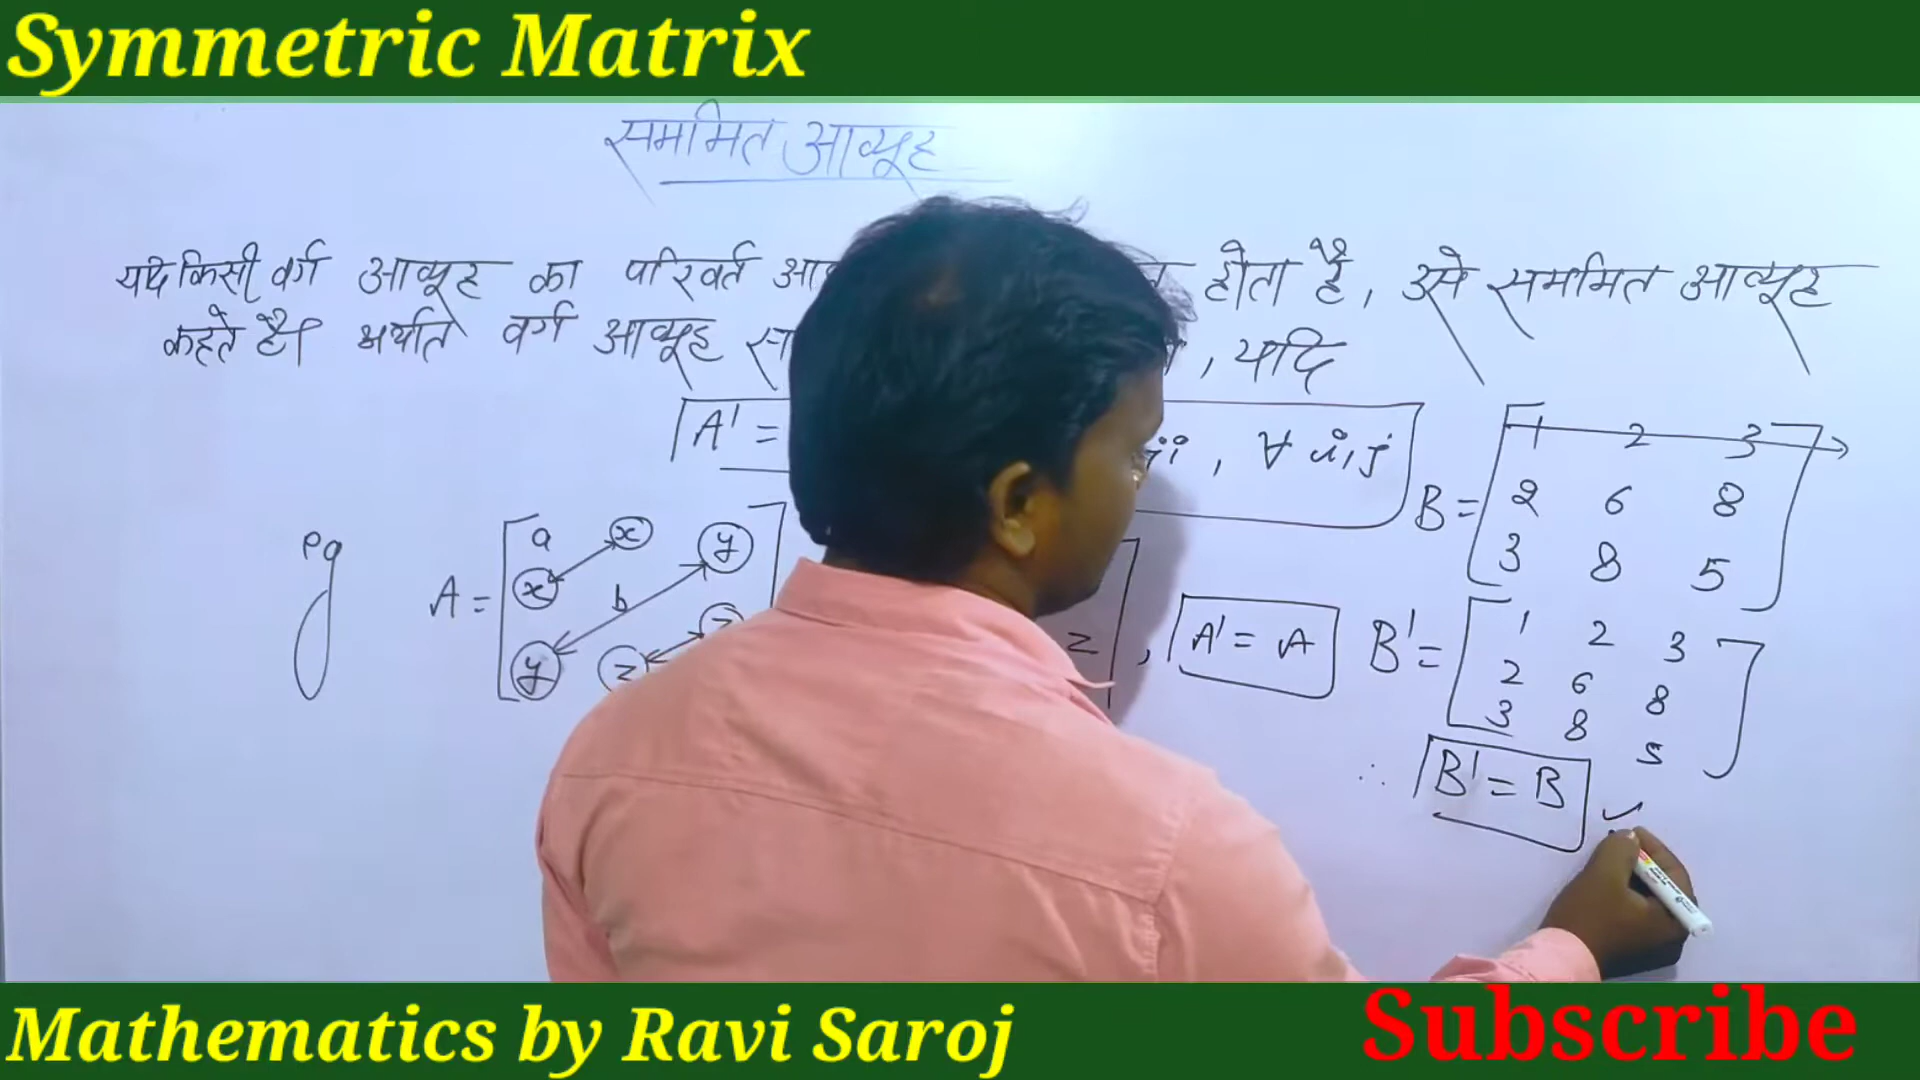 Symmetric Matrix
सममित आव्यूह
यदि किसी वर्ग आव्यूह का परिवर्त होता है, उसे सममित आव्यूह
कहते है। अर्थात वर्ग आव्यूह , यदि
A' = , ∀ i,j
B = [1 2 3
2 6 8
3 8 5]
eg A = [a x y
x b
y z
z , A' = A
B' = [1 2 3
2 6 8
3 8 5]
∴ B' = B ✓
Mathematics by Ravi Saroj
Subscribe